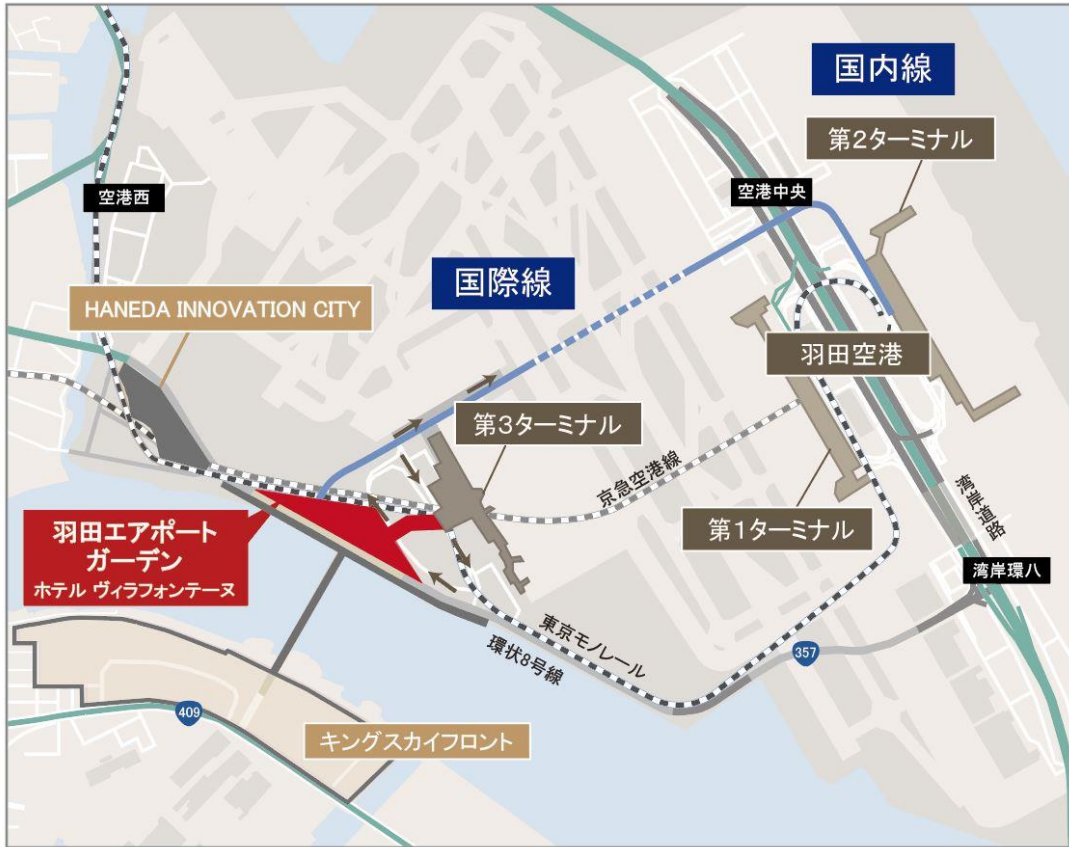 国内線
第2ターミナル
空港西
空港中央
国際線
HANEDA INNOVATION CITY
羽田空港
第3ターミナル
京急空港線
湾岸道路
第1ターミナル
羽田エアポート
ガーデン
ホテル ヴィラフォンテーヌ
湾岸環八
東京モノレール
環状8号線
357
409
キングスカイフロント